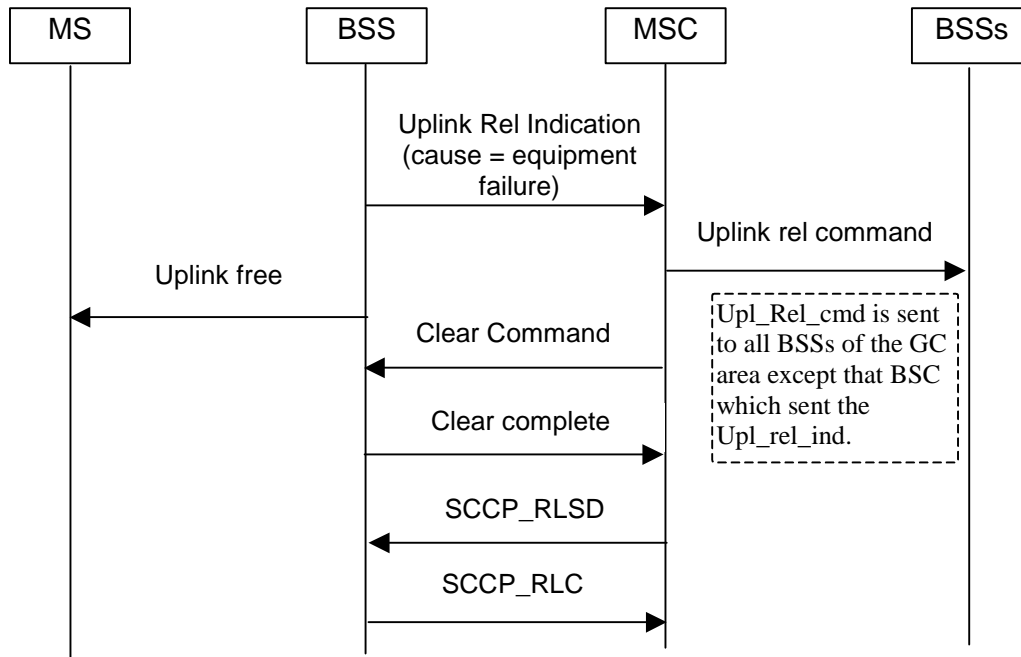 MS
BSS
MSC
BSSs
Uplink Rel Indication
(cause = equipment
failure)
Uplink rel command
Uplink free
Upl_Rel_cmd is sent
to all BSSs of the GC
area except that BSC
which sent the
Upl_rel_ind.
Clear Command
Clear complete
SCCP_RLSD
SCCP_RLC